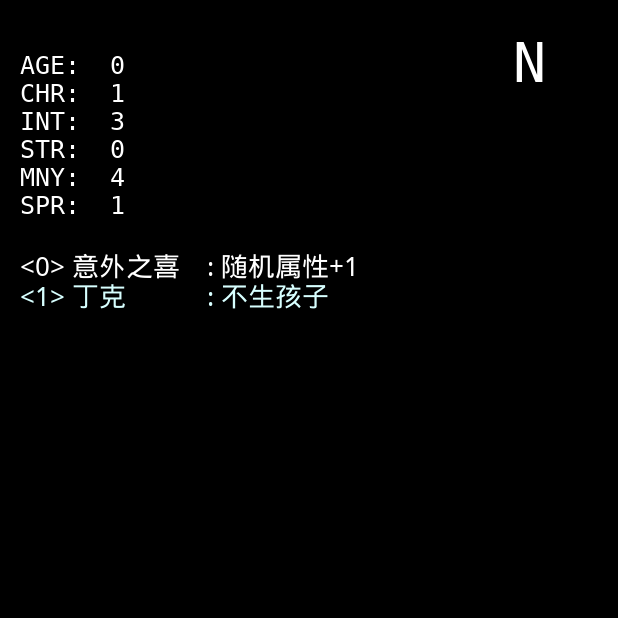 N
AGE: 0
CHR: 1
INT: 3
STR: 0
MNY: 4
SPR: 1
<0> 意外之喜 :随机属性+1
<1> 丁克 :不生孩子